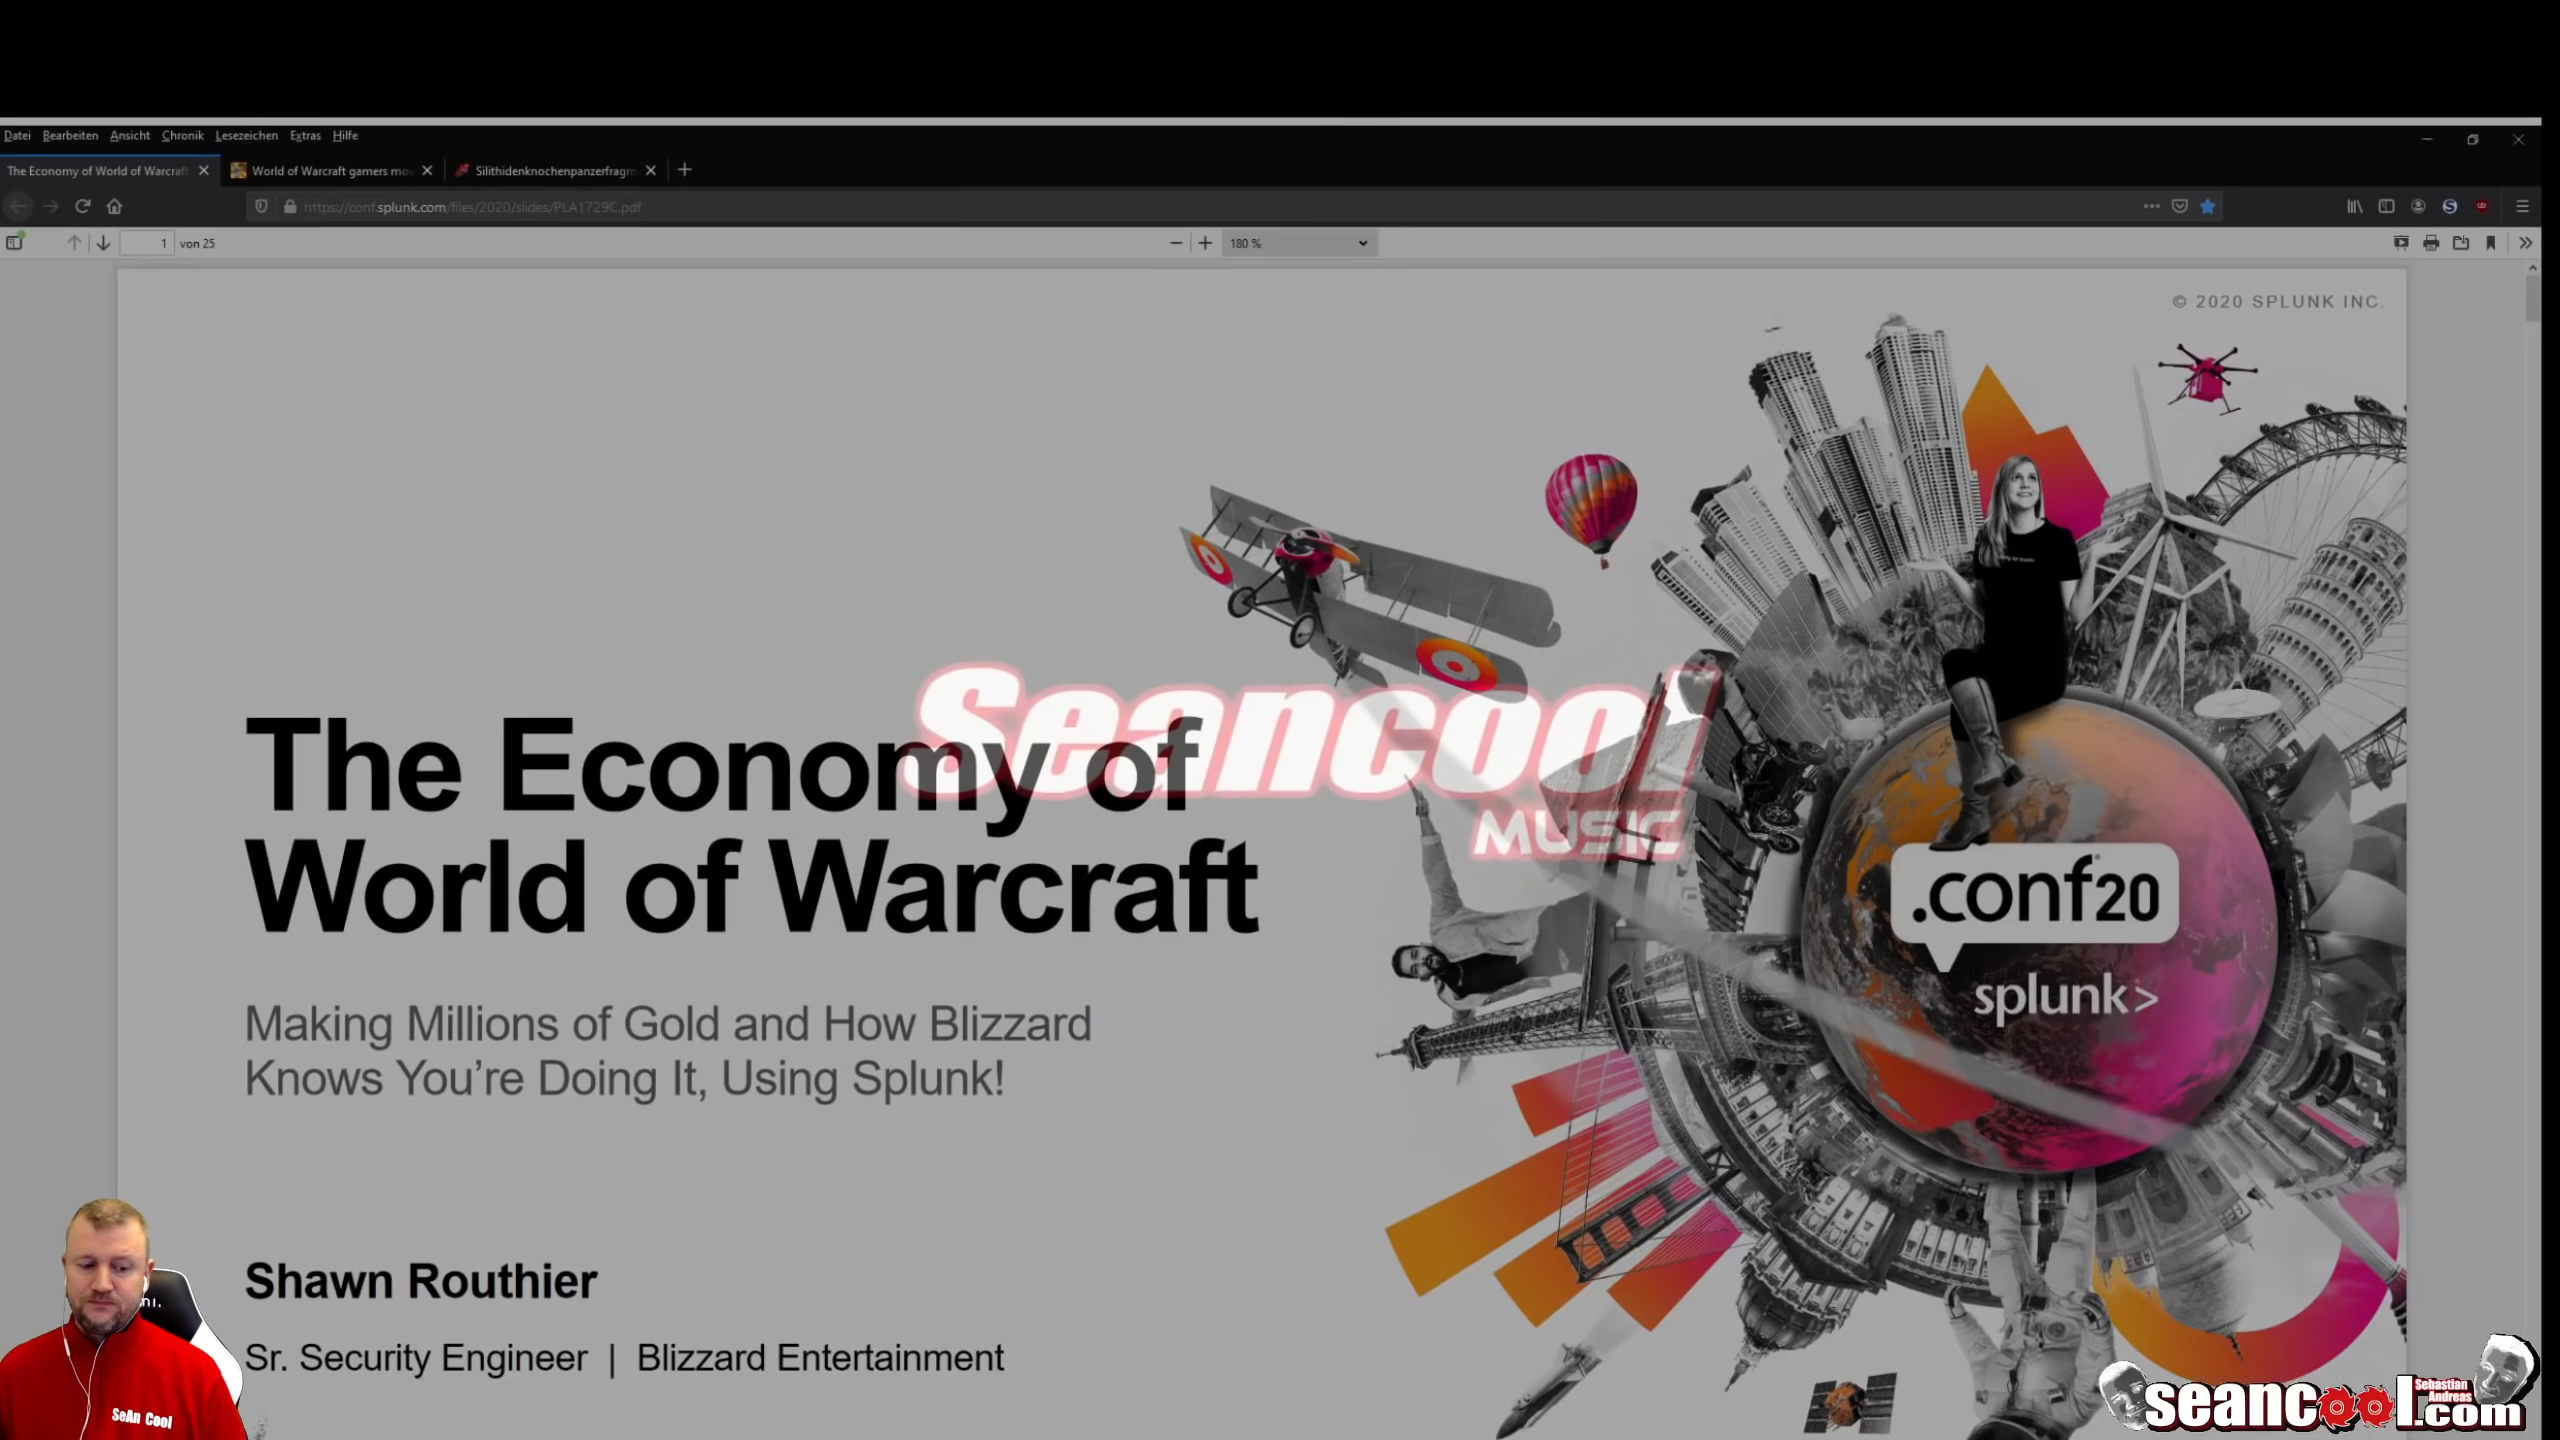 Datei Bearbeiten Ansicht Chronik Lesezeichen Extras Hilfe
The Economy of World of Warcraft
World of Warcraft gamers mov
Silithidenknochenpanzerfragm
https://conf.splunk.com/files/2020/slides/PLA1729C.pdf
1 von 25
180 %
© 2020 SPLUNK INC.
The Economy of
World of Warcraft
Seancool
MUSIC
.conf20
splunk>
Making Millions of Gold and How Blizzard
Knows You're Doing It, Using Splunk!
Shawn Routhier
Sr. Security Engineer | Blizzard Entertainment
SeAn Cool
seancool.com
Sebastian
Andreas